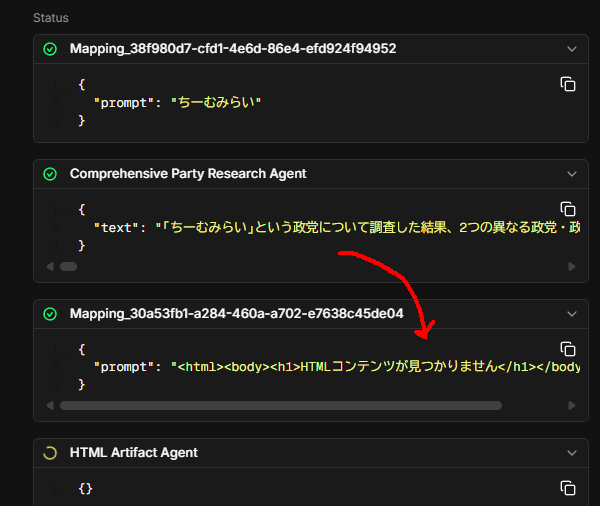 Status
Mapping_38f980d7-cfd1-4e6d-86e4-efd924f94952
{
"prompt": "ちーむみらい"
}
Comprehensive Party Research Agent
{
"text": "「ちーむみらい」という政党について調査した結果、2つの異なる政党・政
}
Mapping_30a53fb1-a284-460a-a702-e7638c45de04
{
"prompt": "<html><body><h1>HTMLコンテンツが見つかりません</h1></body
}
HTML Artifact Agent
{}